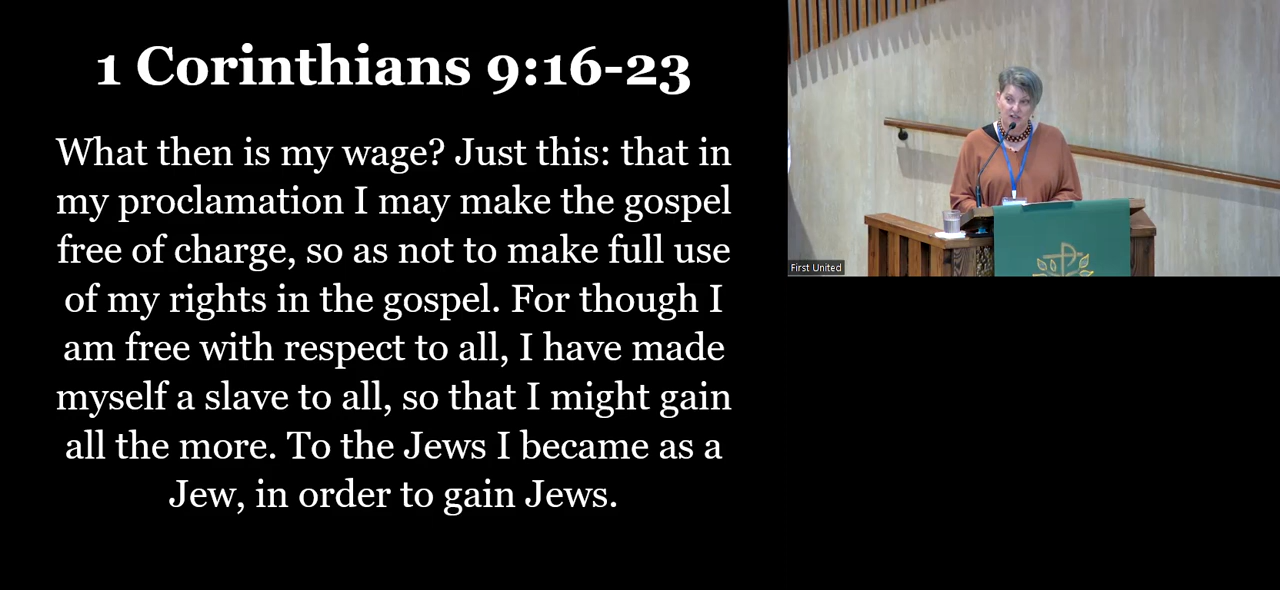 1 Corinthians 9:16-23
What then is my wage? Just this: that in
my proclamation I may make the gospel
free of charge, so as not to make full use
of my rights in the gospel. For though I
am free with respect to all, I have made
myself a slave to all, so that I might gain
all the more. To the Jews I became as a
Jew, in order to gain Jews.
First United